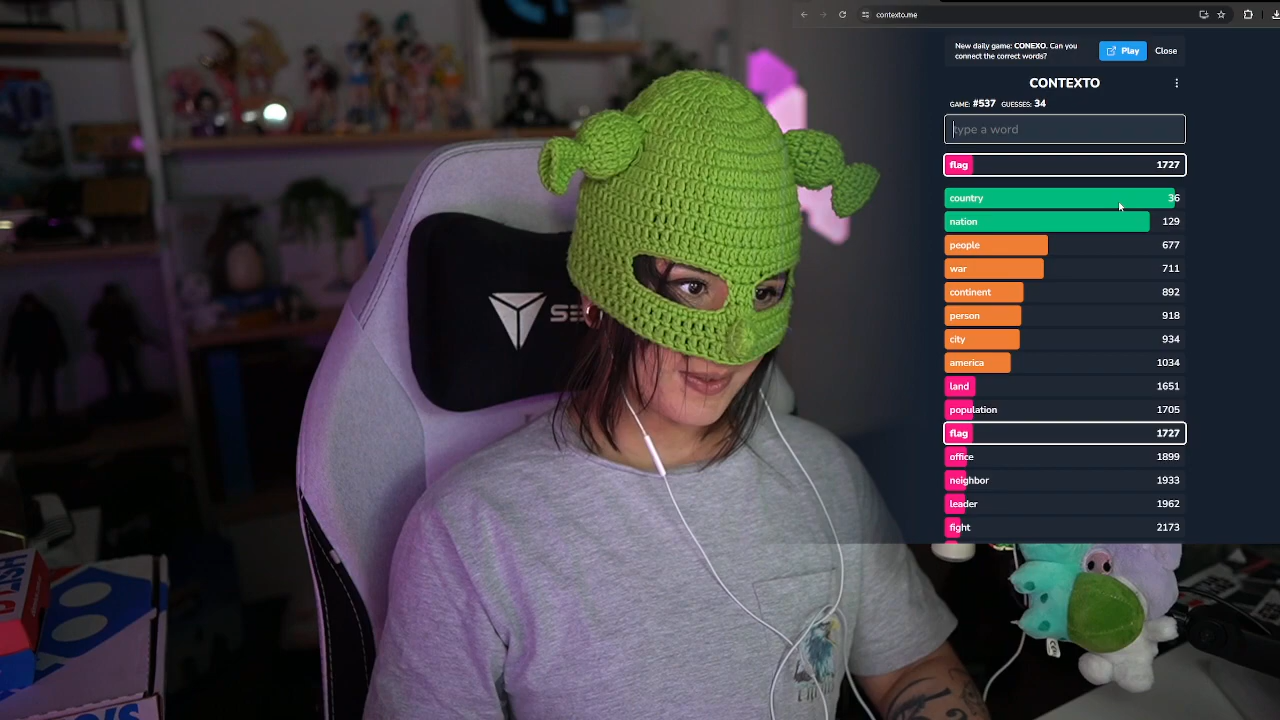 contexto.me
New daily game: CONEXO. Can you
connect the correct words?
Play
Close
CONTEXTO
GAME: #537 GUESSES: 34
type a word
flag 1727
country 36
nation 129
people 677
war 711
continent 892
person 918
city 934
america 1034
land 1651
population 1705
flag 1727
office 1899
neighbor 1933
leader 1962
fight 2173